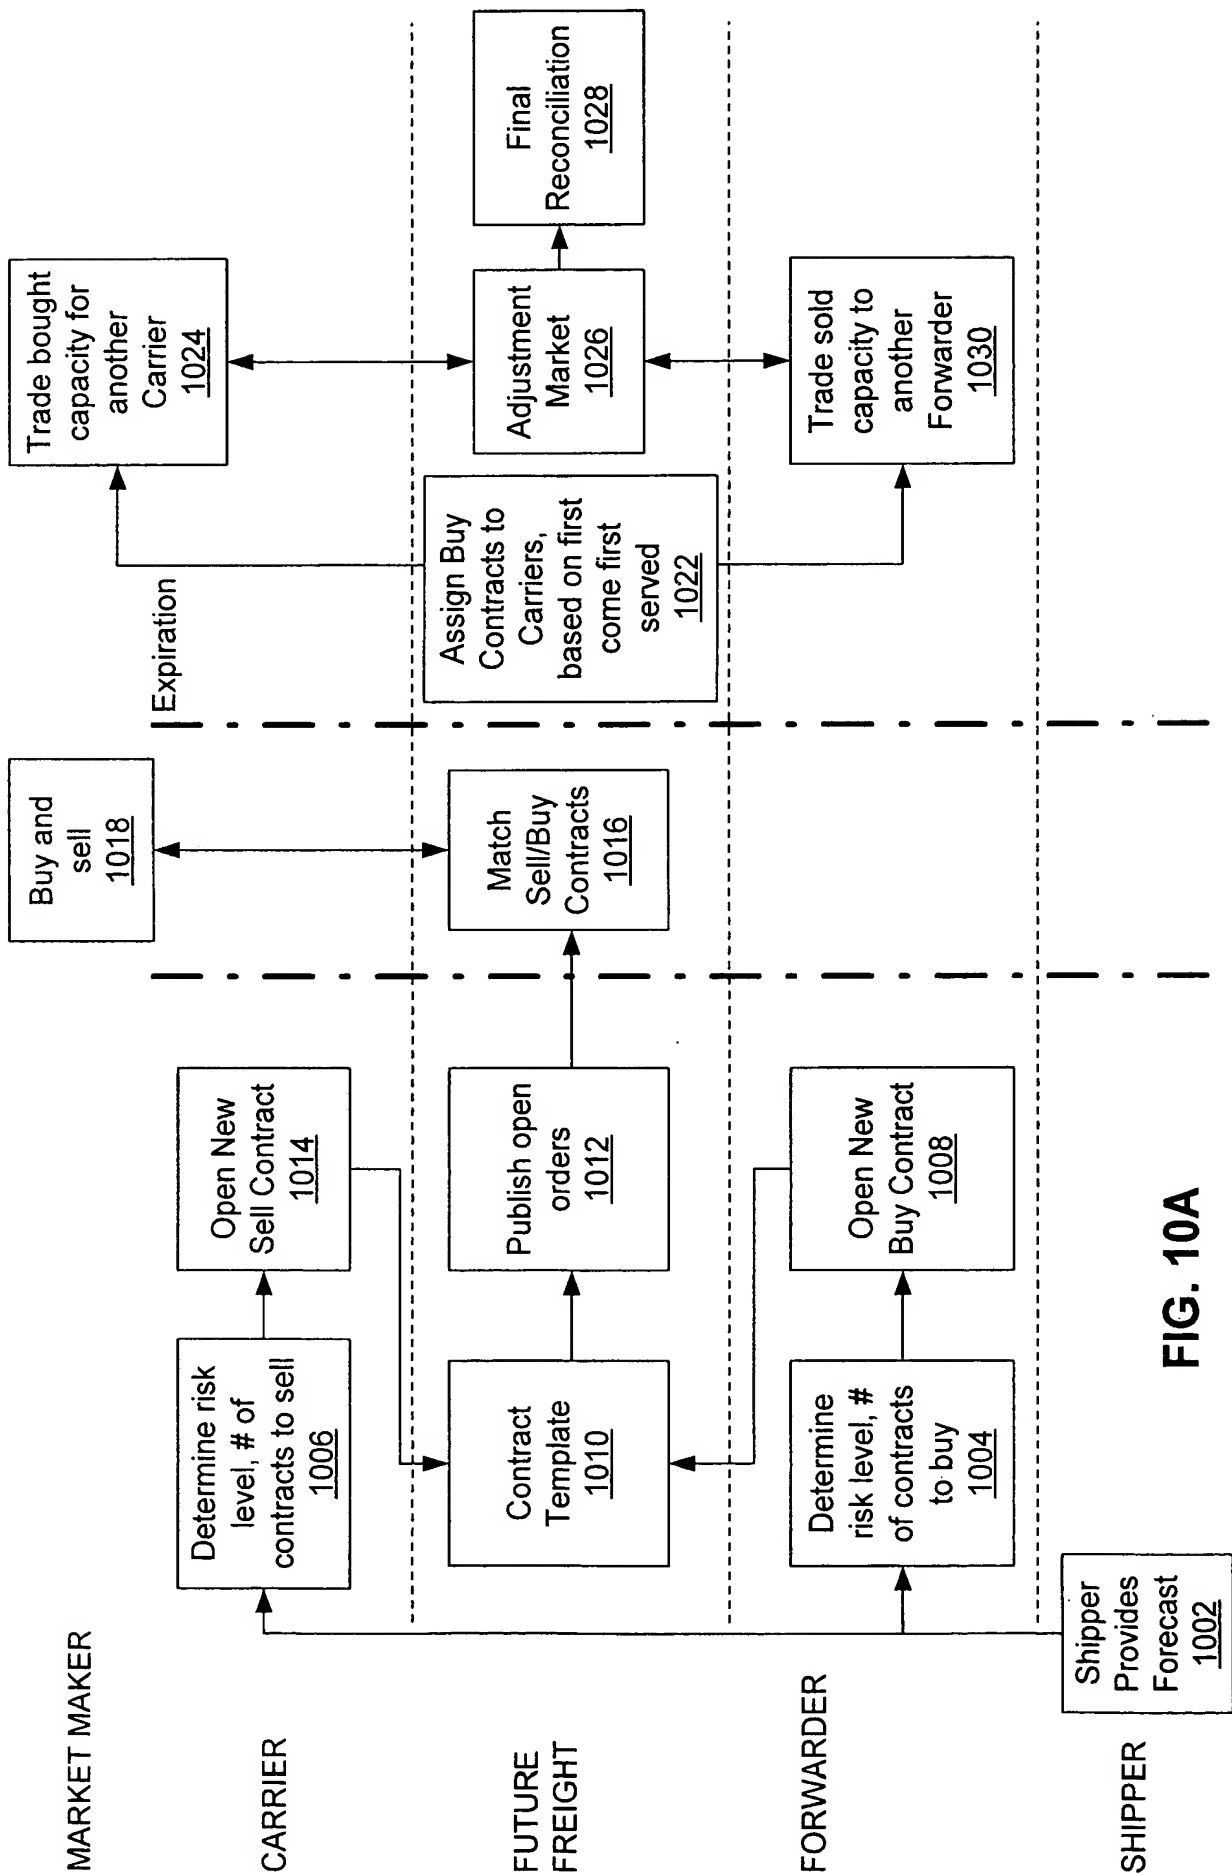 MARKET MAKER
Buy and
sell
1018
Trade bought
capacity for
another
Carrier
1024
Expiration
CARRIER
Determine risk
level, # of
contracts to sell
1006
Open New
Sell Contract
1014
FUTURE
FREIGHT
Contract
Template
1010
Publish open
orders
1012
Match
Sell/Buy
Contracts
1016
Assign Buy
Contracts to
Carriers,
based on first
come first
served
1022
Adjustment
Market
1026
Final
Reconciliation
1028
FORWARDER
Determine
risk level, #
of contracts
to buy
1004
Open New
Buy Contract
1008
Trade sold
capacity to
another
Forwarder
1030
SHIPPER
Shipper
Provides
Forecast
1002
FIG. 10A